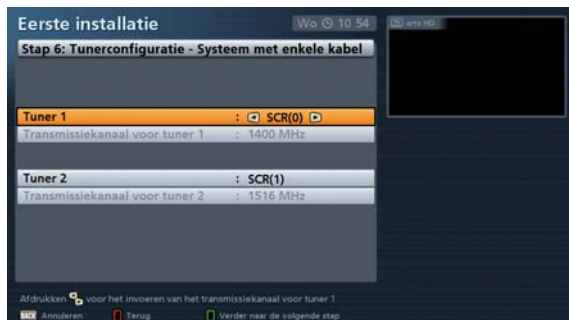 Eerste installatie
Wo 10 54
arte HD
Stap 6: Tunerconfiguratie - Systeem met enkele kabel
Tuner 1 : SCR(0)
Transmissiekanaal voor tuner 1 : 1400 MHz
Tuner 2 : SCR(1)
Transmissiekanaal voor tuner 2 : 1516 MHz
Afdrukken voor het invoeren van het transmissiekanaal voor tuner 1
BACK Annuleren Terug Verder naar de volgende stap